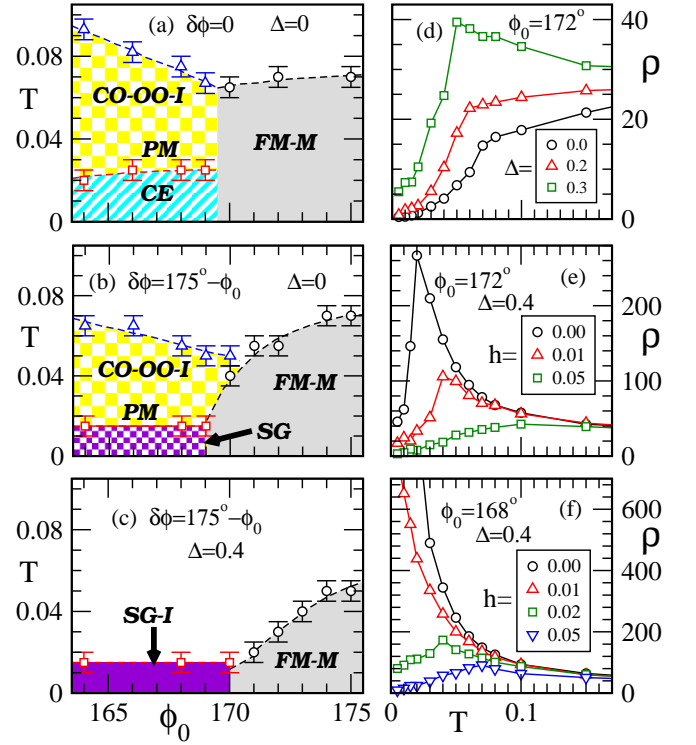 (a) δϕ=0 Δ=0
0.08
T
0.04
0
CO-OO-I
PM
CE
FM-M
(b) δϕ=175°-ϕ₀ Δ=0
0.08
T
0.04
0
CO-OO-I
PM
SG
FM-M
(c) δϕ=175°-ϕ₀
Δ=0.4
0.08
T
0.04
0
SG-I
FM-M
165 170 175
ϕ₀
(d) ϕ₀=172°
40
ρ
20
0
Δ=
0.0
0.2
0.3
ϕ₀=172° (e)
Δ=0.4
200
ρ
100
0
h=
0.00
0.01
0.05
ϕ₀=168° (f)
Δ=0.4
600
ρ
400
200
0
h=
0.00
0.01
0.02
0.05
0 0.1
T